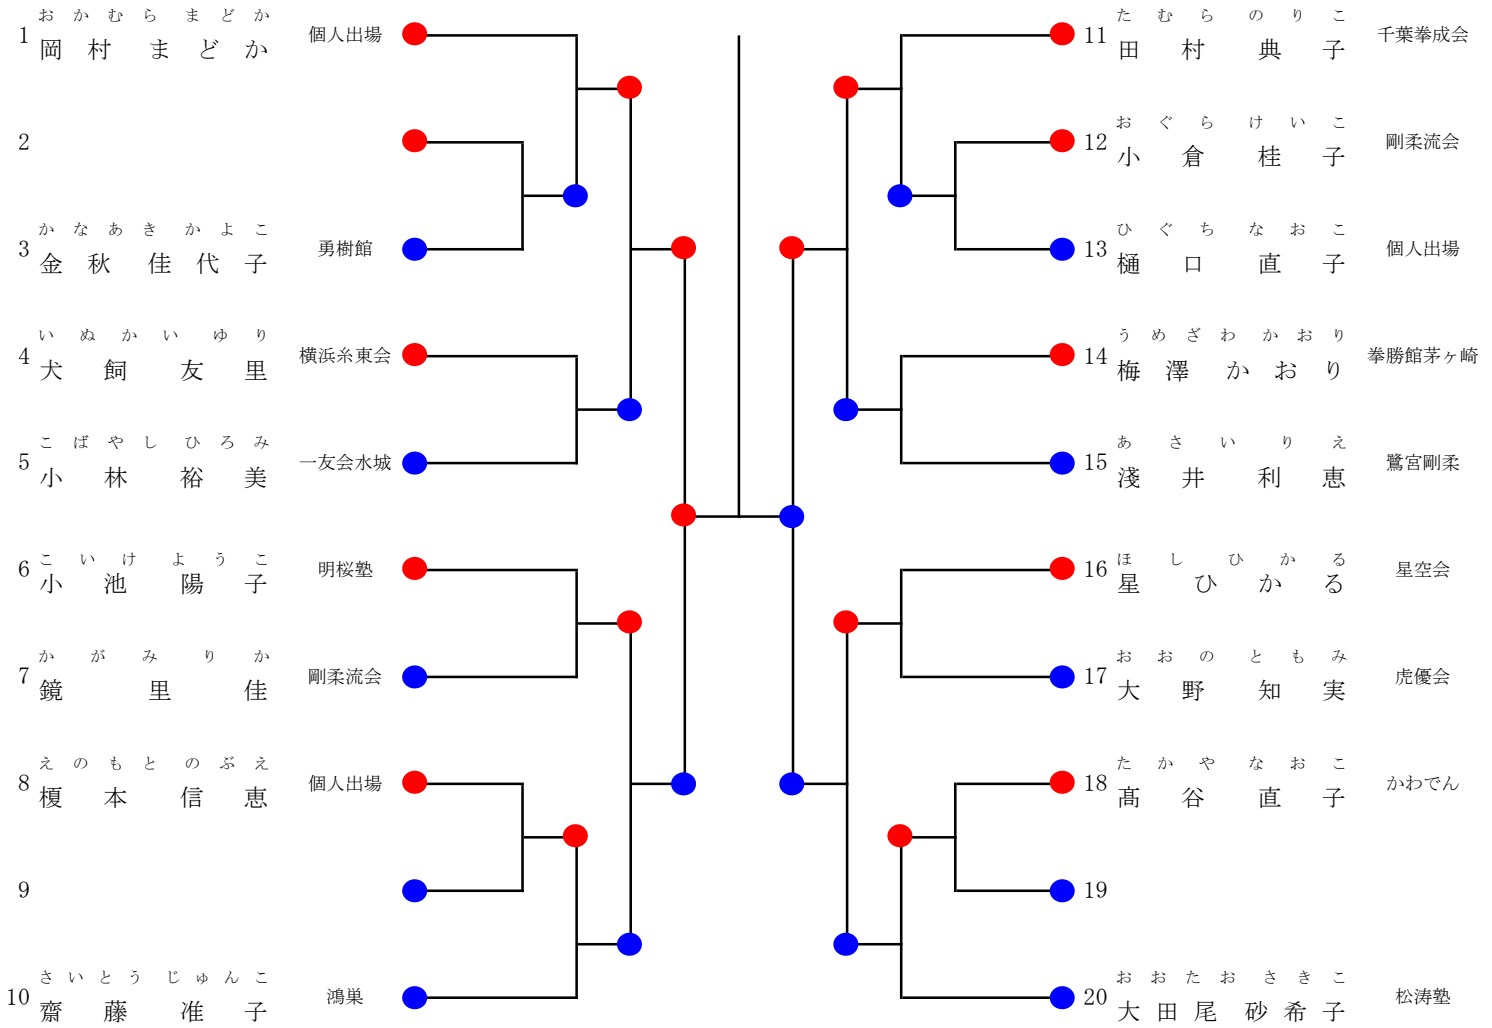 おかむら まどか
1 岡村 まどか 個人出場
2
かなあき かよこ
3 金秋 佳代子 勇樹館
いぬかい ゆり
4 犬飼 友里 横浜糸東会
こばやし ひろみ
5 小林 裕美 一友会水城
こいけ ようこ
6 小池 陽子 明桜塾
かがみ りか
7 鏡 里佳 剛柔流会
えのもと のぶえ
8 榎本 信恵 個人出場
9
さいとう じゅんこ
10 齋藤 准子 鴻巣
たむら のりこ
11 田村 典子 千葉拳成会
おぐら けいこ
12 小倉 桂子 剛柔流会
ひぐち なおこ
13 樋口 直子 個人出場
うめざわ かおり
14 梅澤 かおり 拳勝館茅ヶ崎
あさい りえ
15 淺井 利恵 鷺宮剛柔
ほし ひかる
16 星 ひかる 星空会
おおの ともみ
17 大野 知実 虎優会
たかや なおこ
18 髙谷 直子 かわでん
19
おおたお さきこ
20 大田尾 砂希子 松涛塾